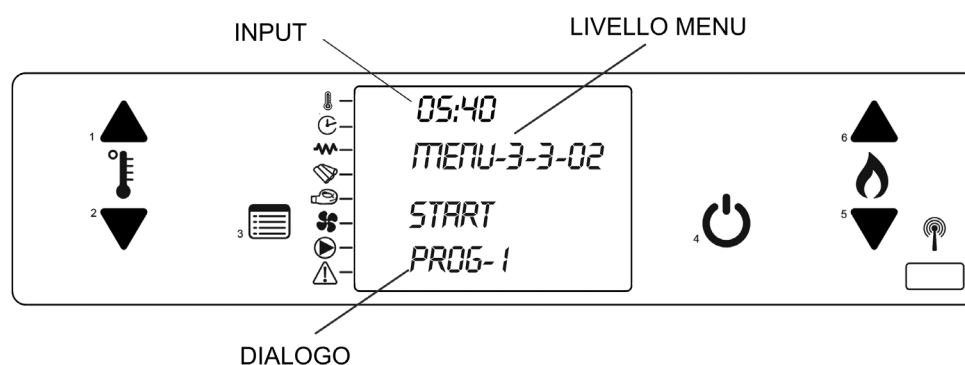 INPUT
LIVELLO MENU
05:40
MENU-3-3-02
START
PROG-1
1
2
3
4
6
5
DIALOGO